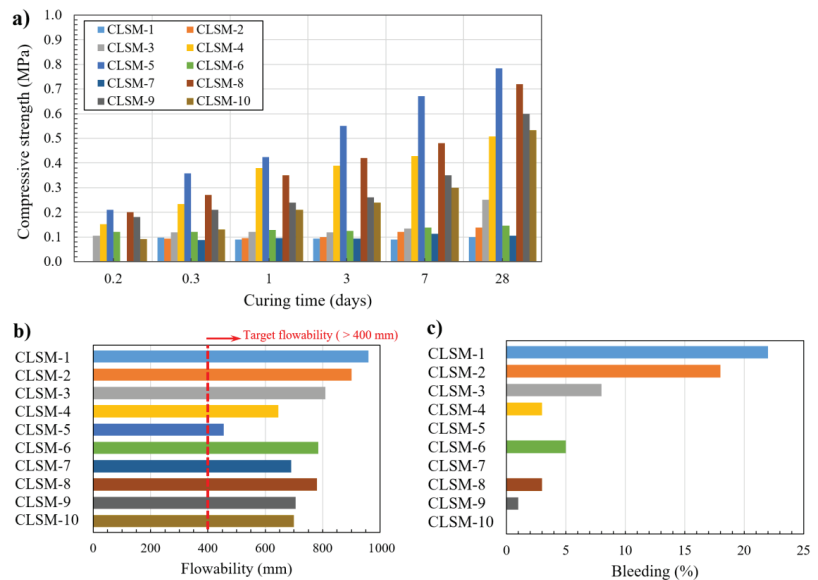 a)
Compressive strength (MPa)
1.0
0.9
0.8
0.7
0.6
0.5
0.4
0.3
0.2
0.1
0.0
CLSM-1 CLSM-2
CLSM-3 CLSM-4
CLSM-5 CLSM-6
CLSM-7 CLSM-8
CLSM-9 CLSM-10
0.2 0.3 1 3 7 28
Curing time (days)
b)
Target flowability ( > 400 mm)
CLSM-1
CLSM-2
CLSM-3
CLSM-4
CLSM-5
CLSM-6
CLSM-7
CLSM-8
CLSM-9
CLSM-10
0 200 400 600 800 1000
Flowability (mm)
c)
CLSM-1
CLSM-2
CLSM-3
CLSM-4
CLSM-5
CLSM-6
CLSM-7
CLSM-8
CLSM-9
CLSM-10
0 5 10 15 20 25
Bleeding (%)